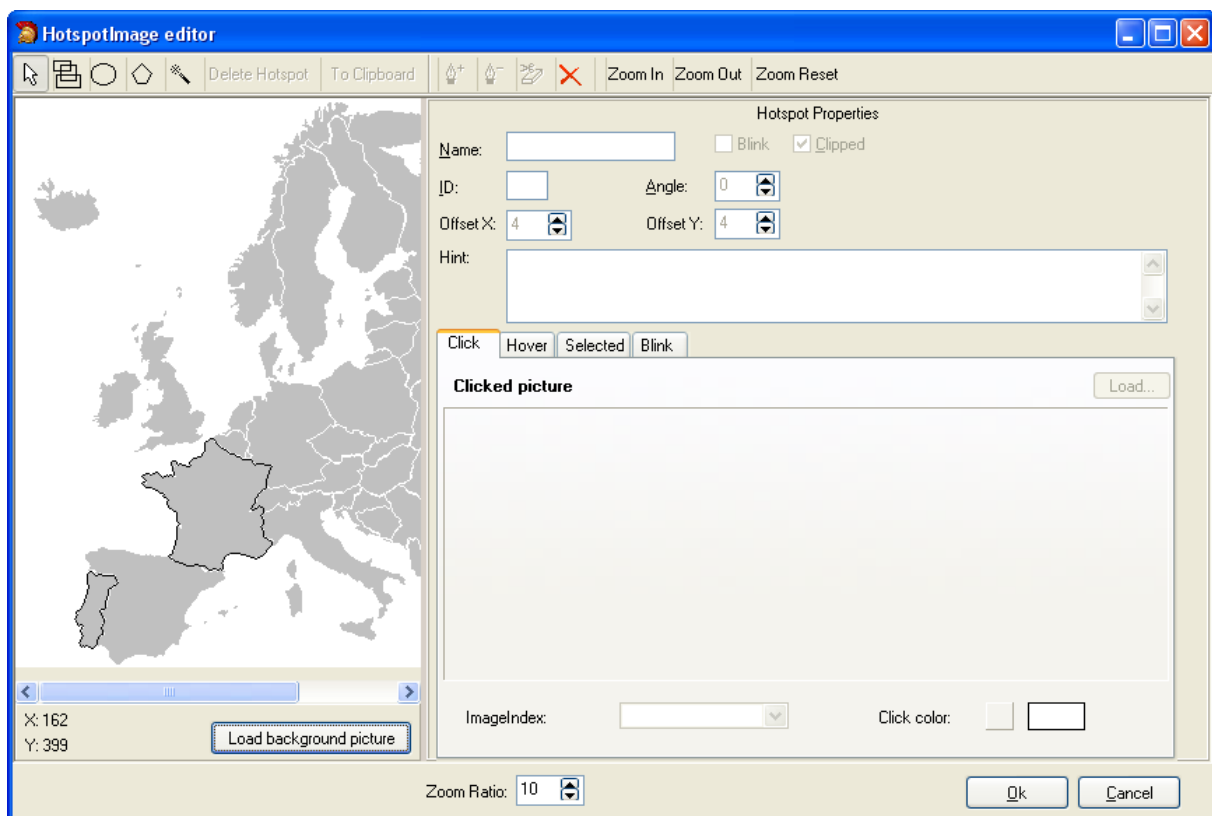 HotspotImage editor
Delete Hotspot To Clipboard Zoom In Zoom Out Zoom Reset
Hotspot Properties
Name: Blink Clipped
ID: Angle: 0
Offset X: 4 Offset Y: 4
Hint:
Click Hover Selected Blink
Clicked picture Load...
ImageIndex: Click color:
X: 162
Y: 399
Load background picture
Zoom Ratio: 10 Ok Cancel